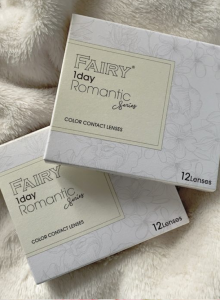 FAIRY®
1day
Romantic
Series
COLOR CONTACT LENSES
12Lenses
FAIRY
1day
Romantic
Series
COLOR CONTACT LENSES
12Lenses